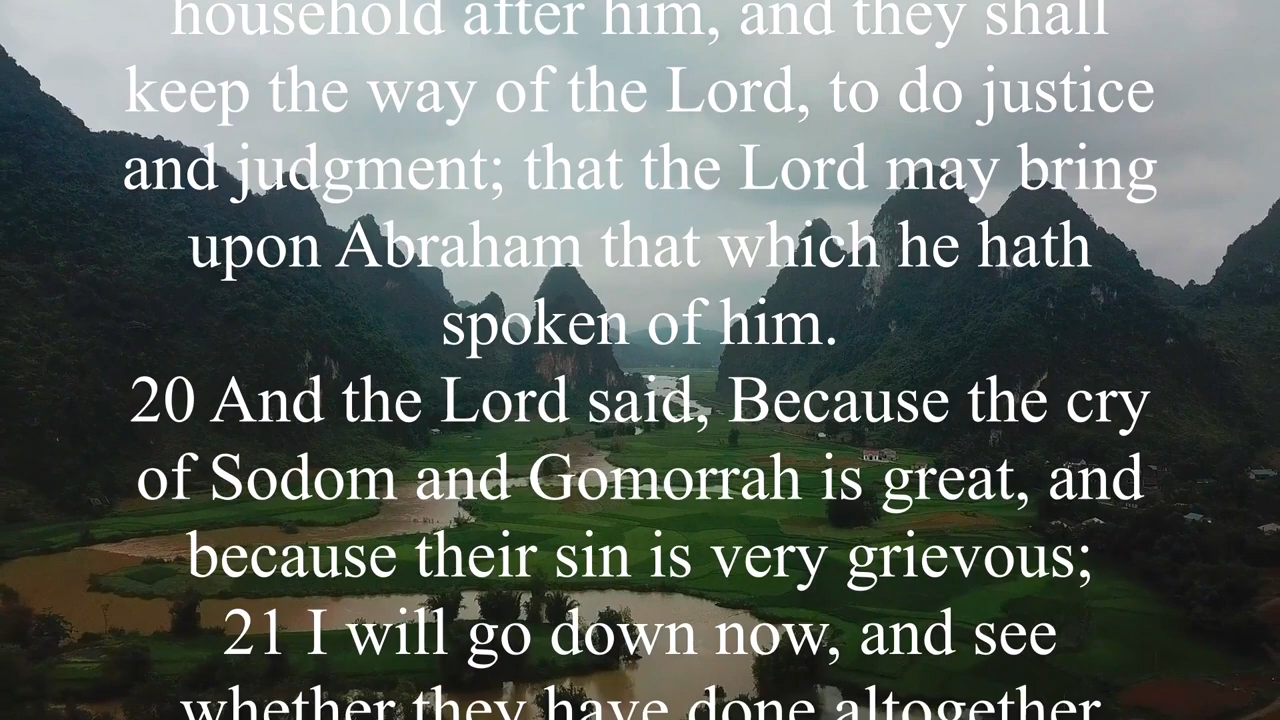 household after him, and they shall
keep the way of the Lord, to do justice
and judgment; that the Lord may bring
upon Abraham that which he hath
spoken of him.
20 And the Lord said, Because the cry
of Sodom and Gomorrah is great, and
because their sin is very grievous;
21 I will go down now, and see
whether they have done altogether